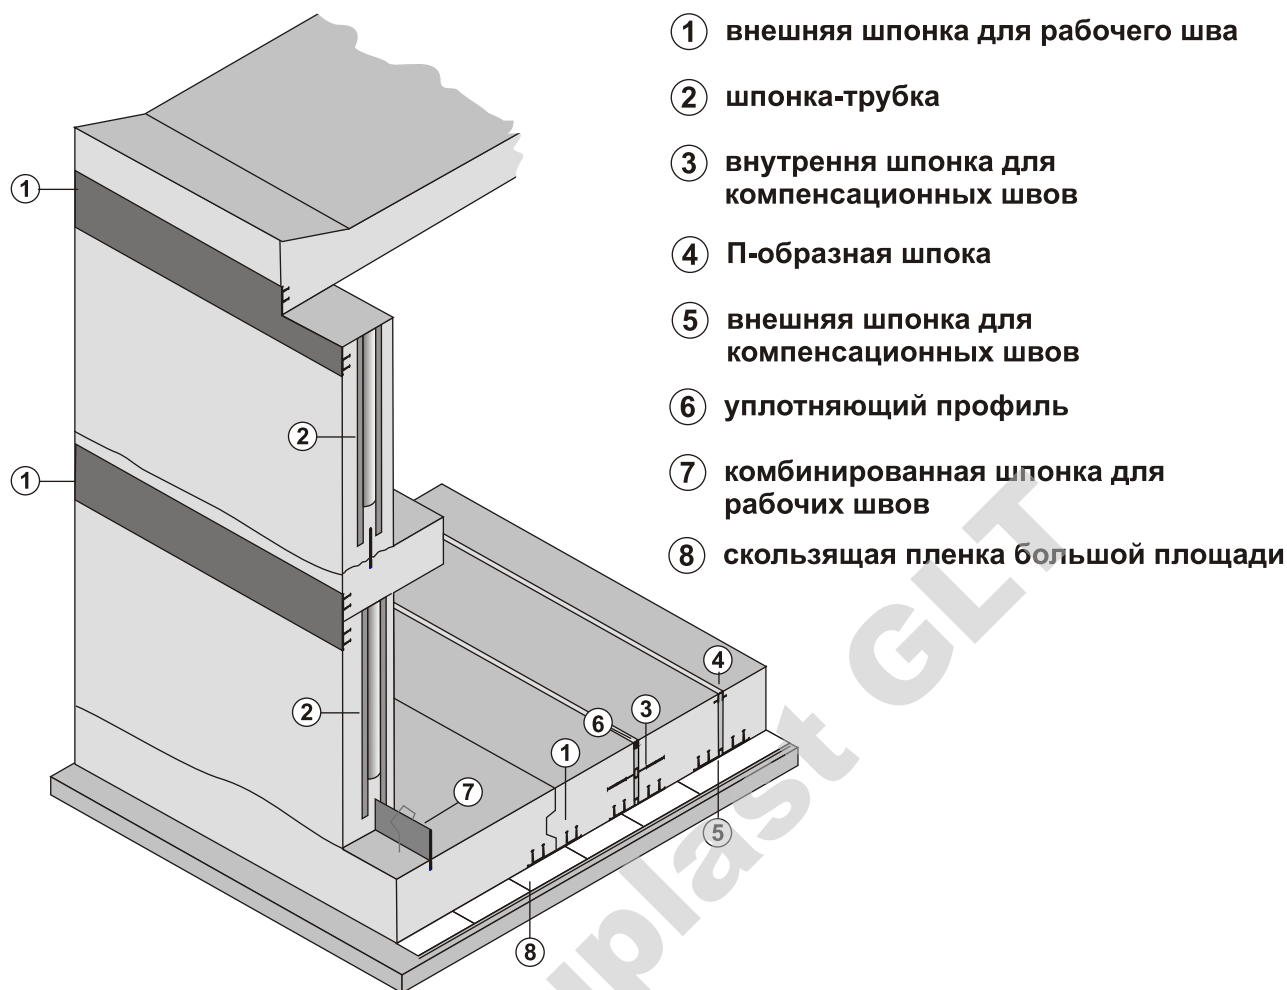 1 внешняя шпонка для рабочего шва
2 шпонка-трубка
3 внутрення шпонка для
компенсационных швов
4 П-образная шпока
5 внешняя шпонка для
компенсационных швов
6 уплотняющий профиль
7 комбинированная шпонка для
рабочих швов
8 скользящая пленка большой площади
1
2
1
4
3
6
2
1
7
5
8
plast GLT